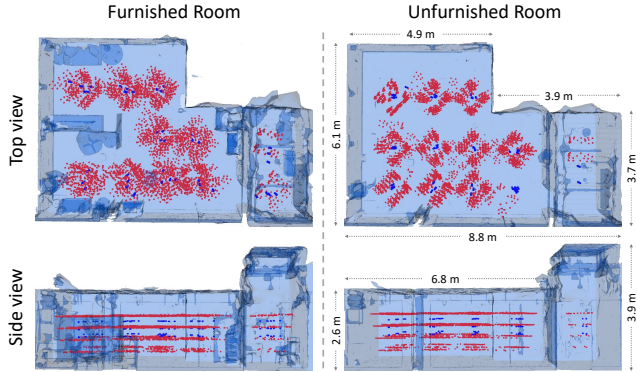 Furnished Room
Unfurnished Room
Top view
4.9 m
3.9 m
6.1 m
3.7 m
8.8 m
Side view
6.8 m
2.6 m
3.9 m